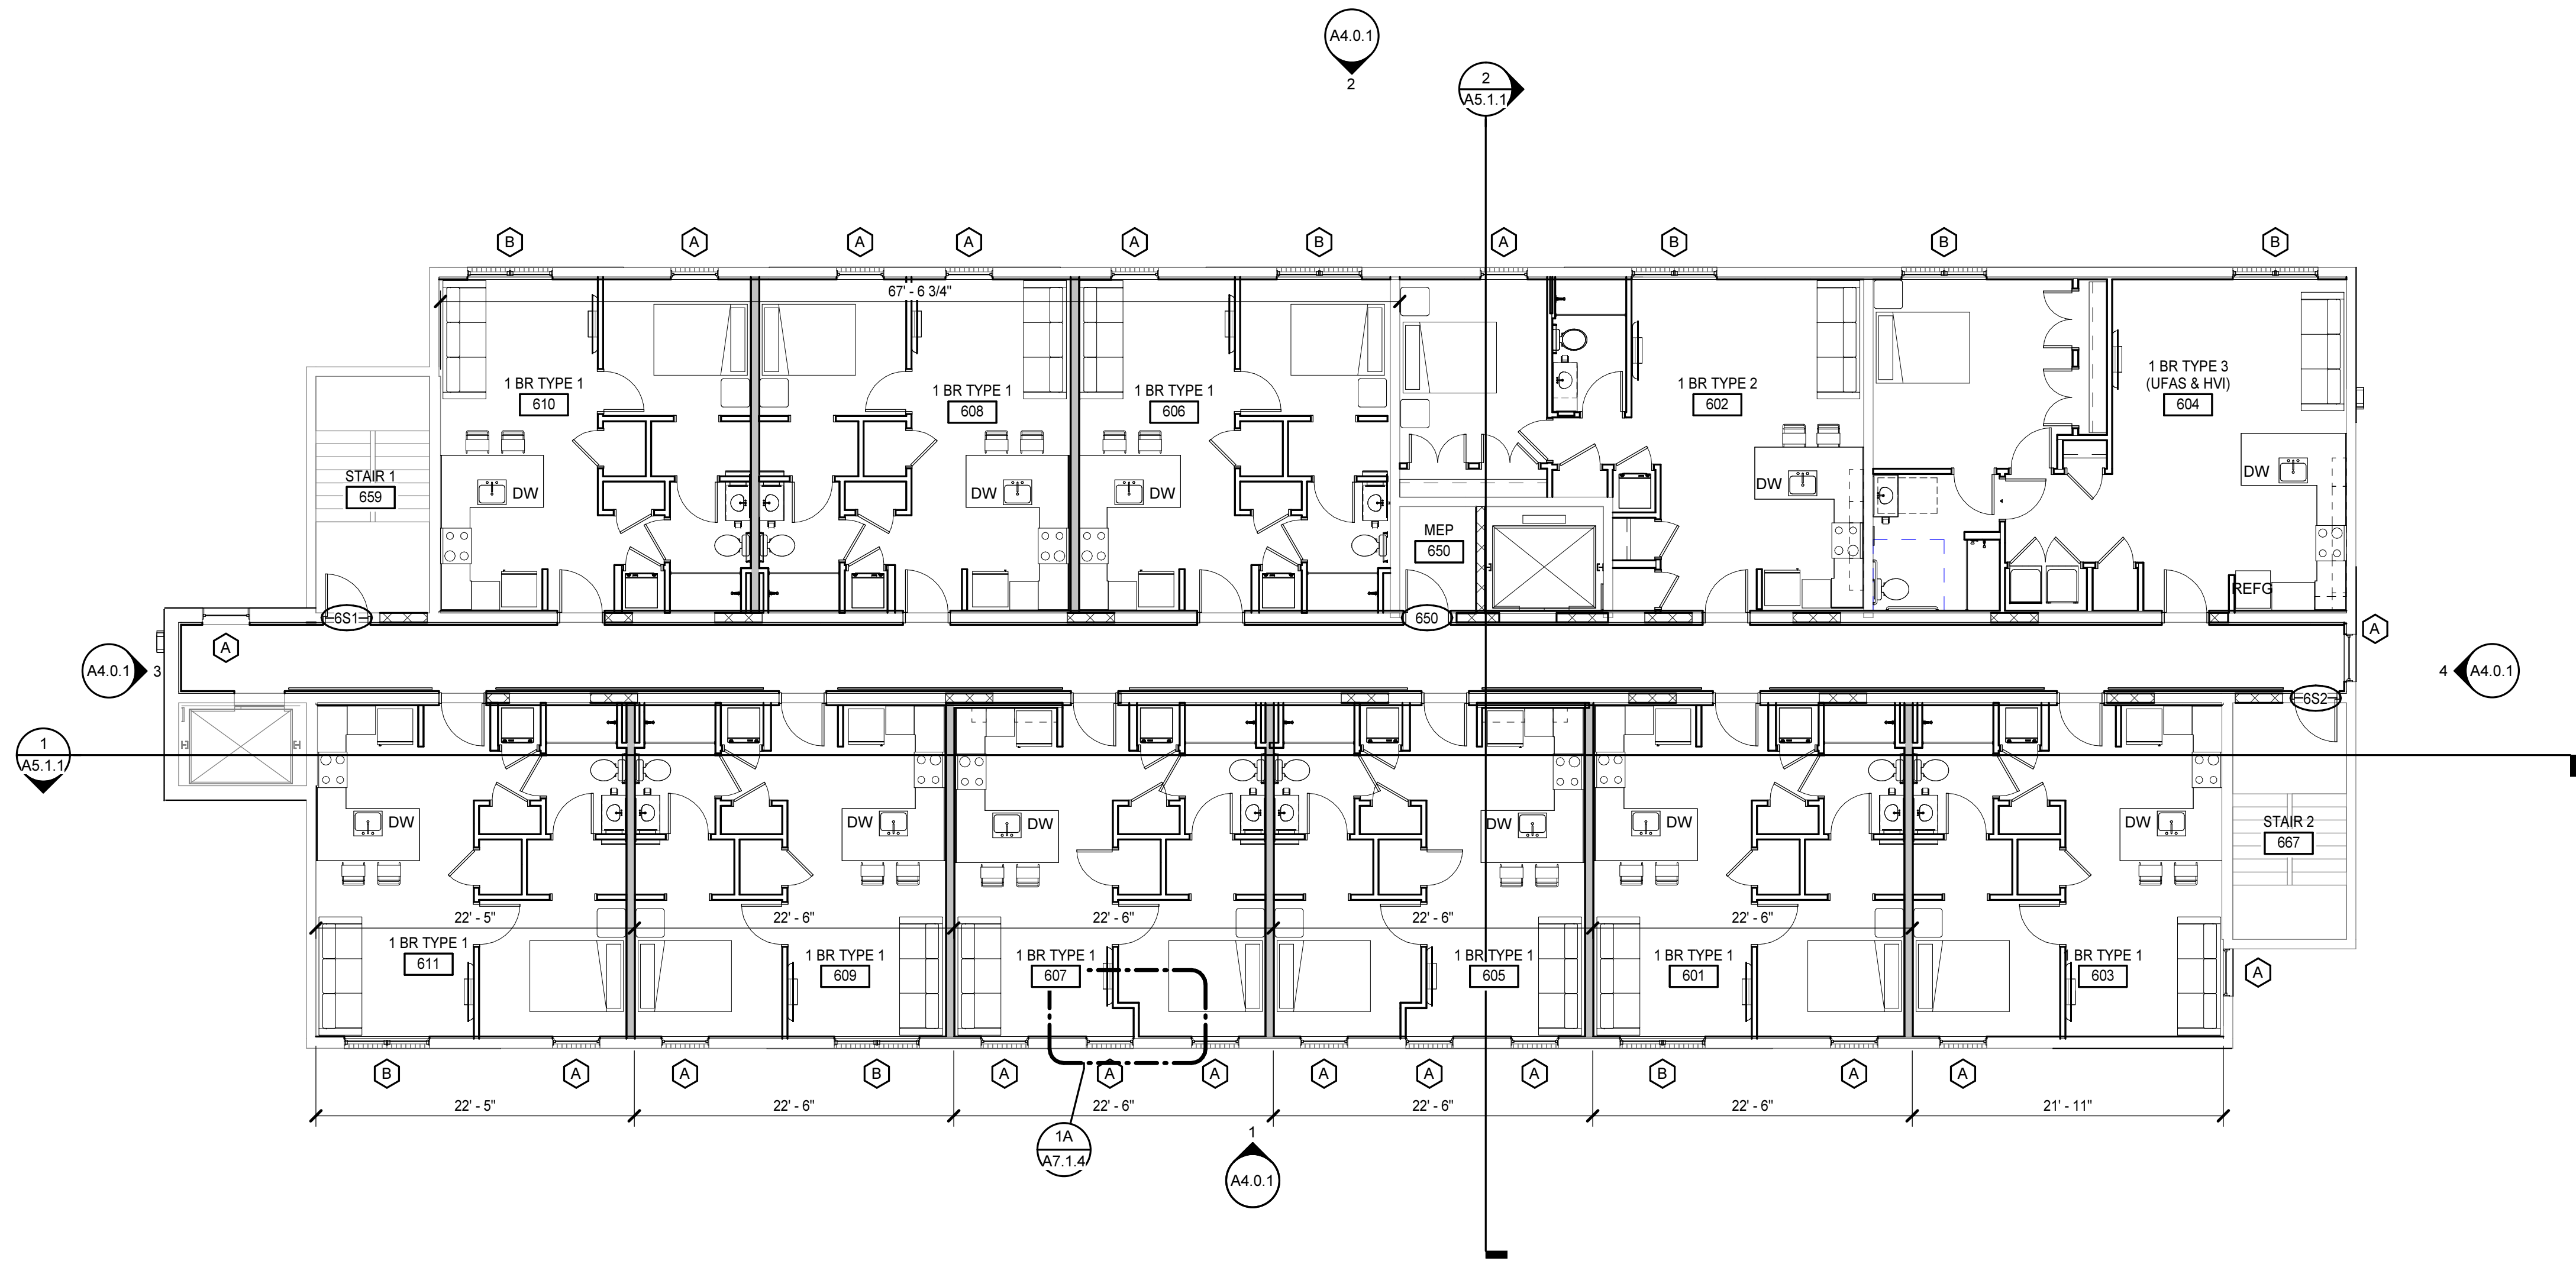 A4.0.1
2
2
A5.1.1
B
A
A
A
A
B
A
B
B
B
67' - 6 3/4"
1 BR TYPE 1
610
1 BR TYPE 1
608
1 BR TYPE 1
606
1 BR TYPE 2
602
1 BR TYPE 3
(UFAS & HVI)
604
STAIR 1
659
DW
DW
DW
DW
DW
MEP
650
REFG
6S1
650
A
A
A4.0.1
3
4
A4.0.1
6S2
1
A5.1.1
DW
DW
DW
DW
DW
DW
STAIR 2
667
22' - 5"
22' - 6"
22' - 6"
22' - 6"
22' - 6"
1 BR TYPE 1
611
1 BR TYPE 1
609
1 BR TYPE 1
607
1 BR TYPE 1
605
1 BR TYPE 1
601
BR TYPE 1
603
A
B
A
A
B
A
A
A
A
A
A
B
A
A
22' - 5"
22' - 6"
22' - 6"
22' - 6"
22' - 6"
21' - 11"
1A
A7.1.4
1
A4.0.1